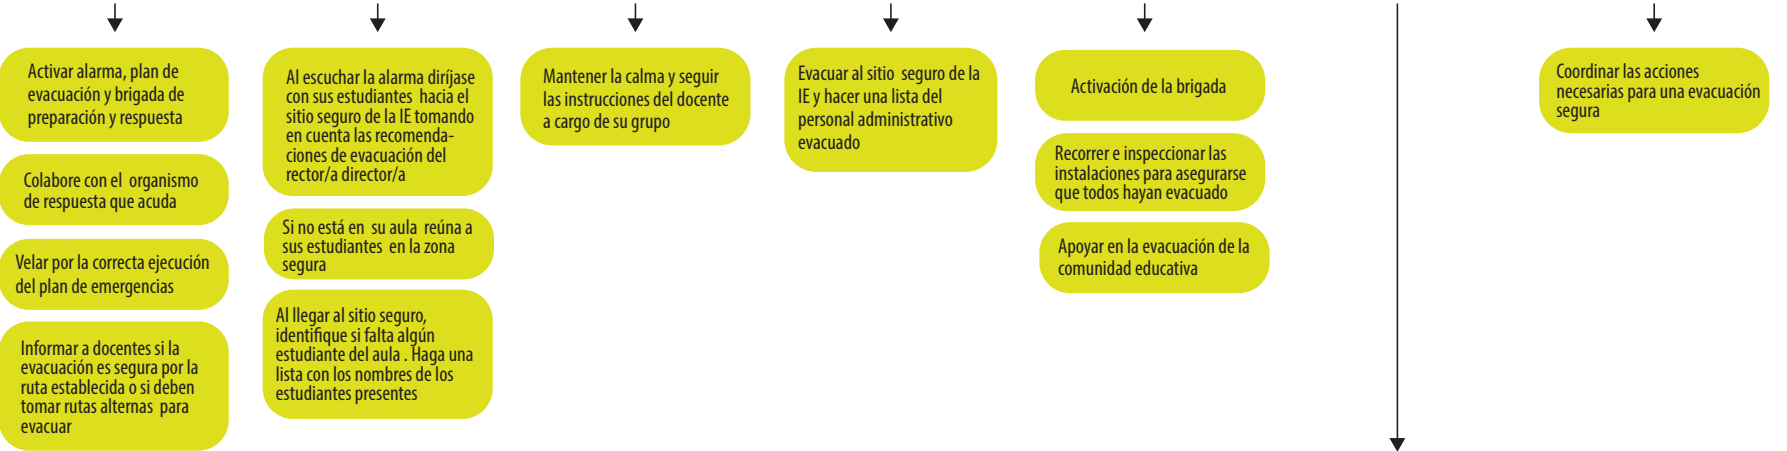 Activar alarma, plan de
evacuación y brigada de
preparación y respuesta
Colabore con el organismo
de respuesta que acuda
Velar por la correcta ejecución
del plan de emergencias
Informar a docentes si la
evacuación es segura por la
ruta establecida o si deben
tomar rutas alternas para
evacuar
Al escuchar la alarma diríjase
con sus estudiantes hacia el
sitio seguro de la IE tomando
en cuenta las recomenda-
ciones de evacuación del
rector/a director/a
Si no está en su aula reúna a
sus estudiantes en la zona
segura
Al llegar al sitio seguro,
identifique si falta algún
estudiante del aula . Haga una
lista con los nombres de los
estudiantes presentes
Mantener la calma y seguir
las instrucciones del docente
a cargo de su grupo
Evacuar al sitio seguro de la
IE y hacer una lista del
personal administrativo
evacuado
Activación de la brigada
Recorrer e inspeccionar las
instalaciones para asegurarse
que todos hayan evacuado
Apoyar en la evacuación de la
comunidad educativa
Coordinar las acciones
necesarias para una evacuación
segura